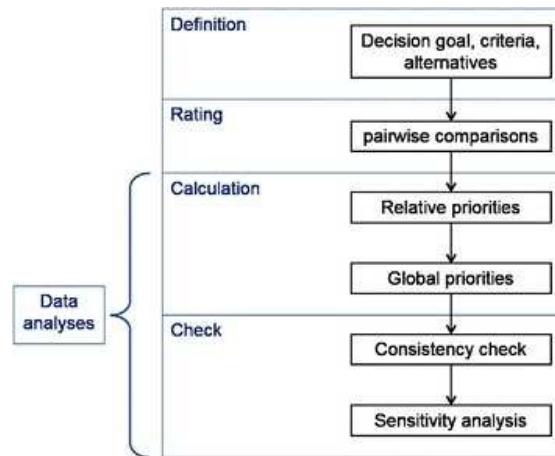 Definition
Decision goal, criteria,
alternatives
Rating
pairwise comparisons
Calculation
Relative priorities
Global priorities
Data
analyses
Check
Consistency check
Sensitivity analysis